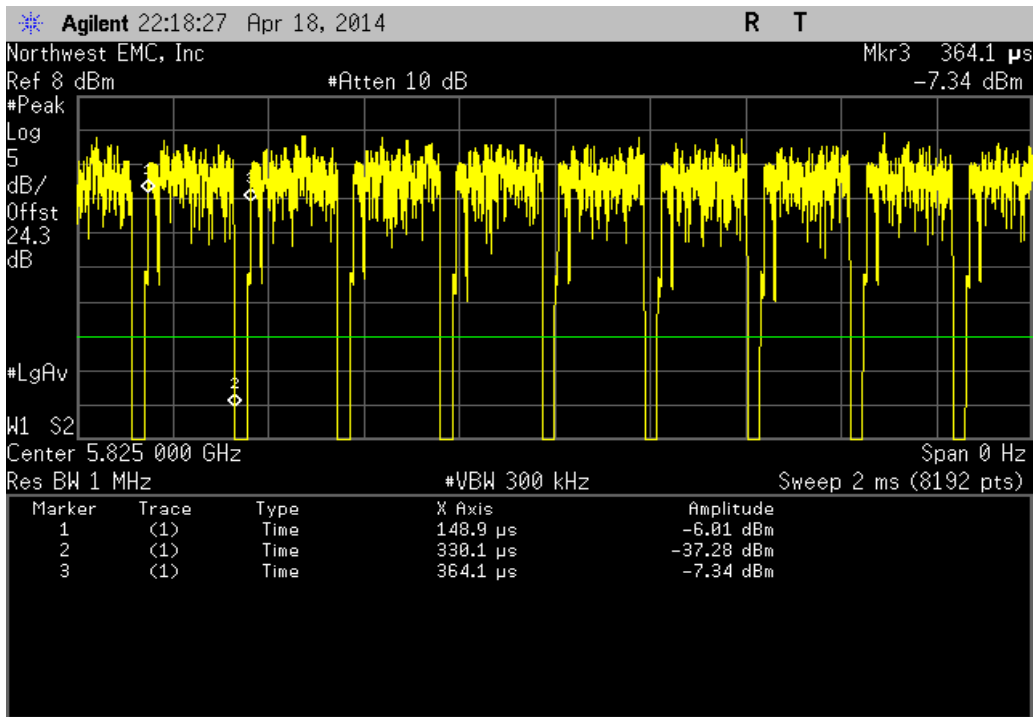 Agilent 22:18:27 Apr 18, 2014 R T
Northwest EMC, Inc Mkr3 364.1 µs
Ref 8 dBm #Atten 10 dB -7.34 dBm
#Peak
Log
5
dB/
Offst
24.3
dB
1
3
2
#LgAv
W1 S2
Center 5.825 000 GHz Span 0 Hz
Res BW 1 MHz #VBW 300 kHz Sweep 2 ms (8192 pts)
Marker Trace Type X Axis Amplitude
1 (1) Time 148.9 µs -6.01 dBm
2 (1) Time 330.1 µs -37.28 dBm
3 (1) Time 364.1 µs -7.34 dBm